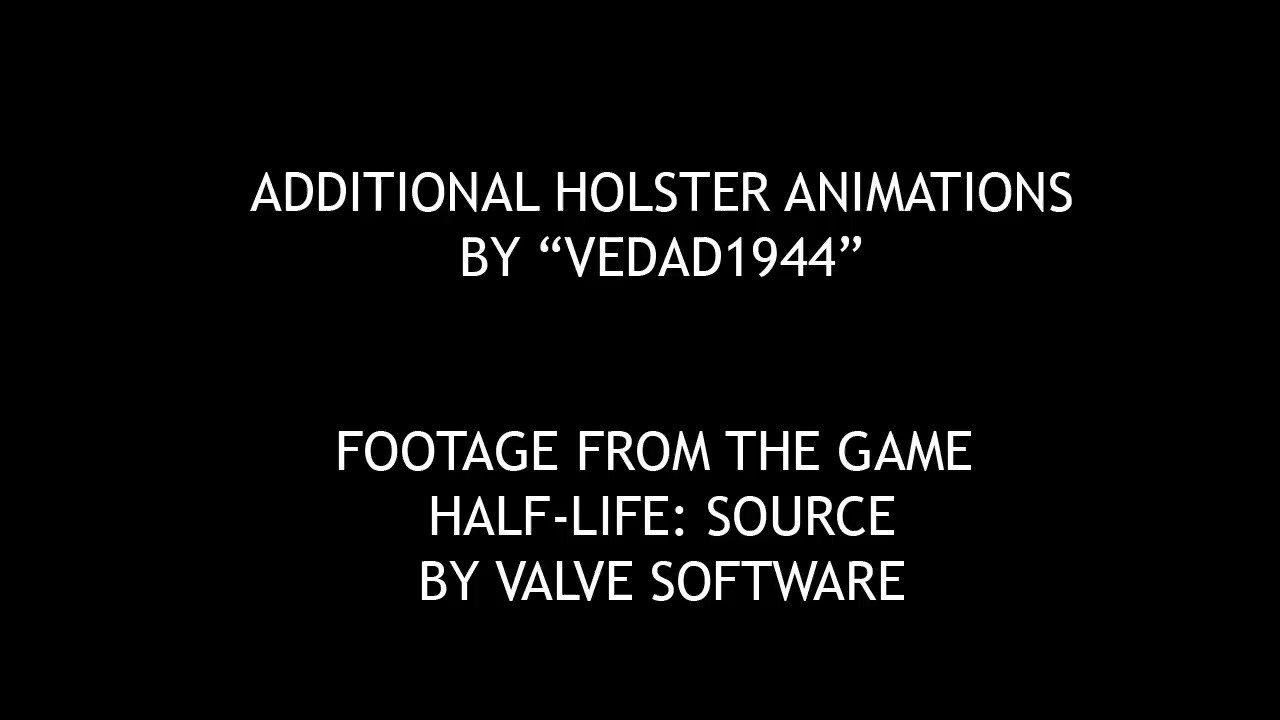 ADDITIONAL HOLSTER ANIMATIONS
BY “VEDAD1944”
FOOTAGE FROM THE GAME
HALF-LIFE: SOURCE
BY VALVE SOFTWARE